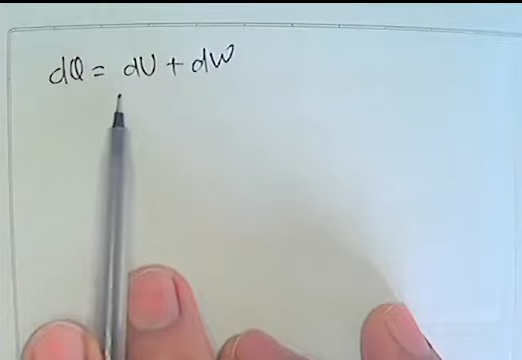 dQ = dU + dW